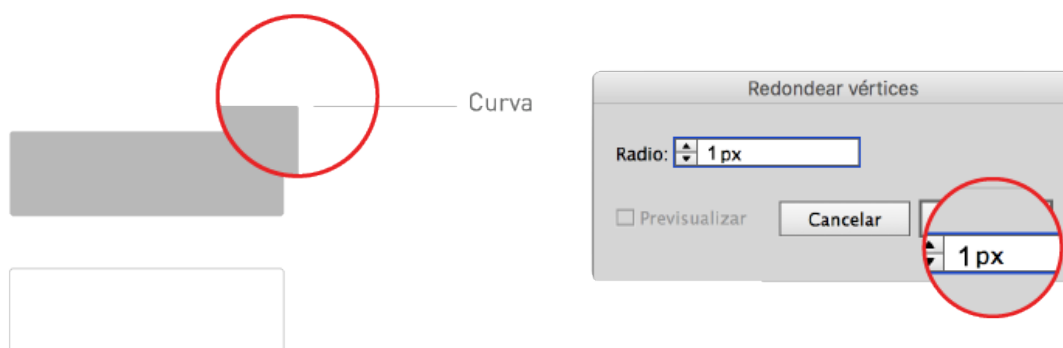 Curva
Redondear vértices
Radio: 1 px
Previsualizar
Cancelar
1 px